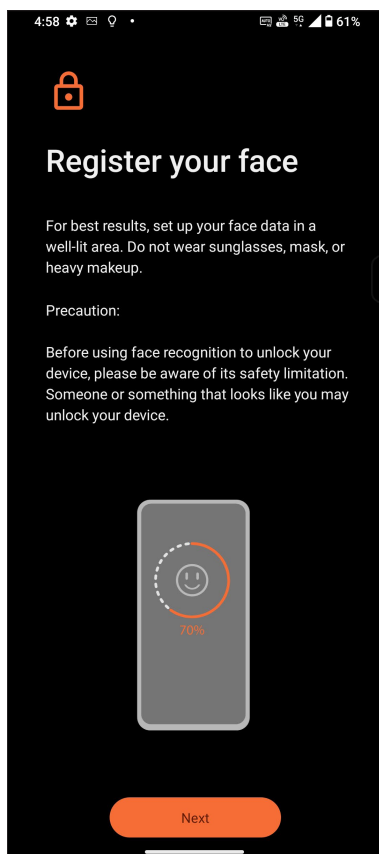 4:58 5G 61%
Register your face
For best results, set up your face data in a
well-lit area. Do not wear sunglasses, mask, or
heavy makeup.
Precaution:
Before using face recognition to unlock your
device, please be aware of its safety limitation.
Someone or something that looks like you may
unlock your device.
70%
Next